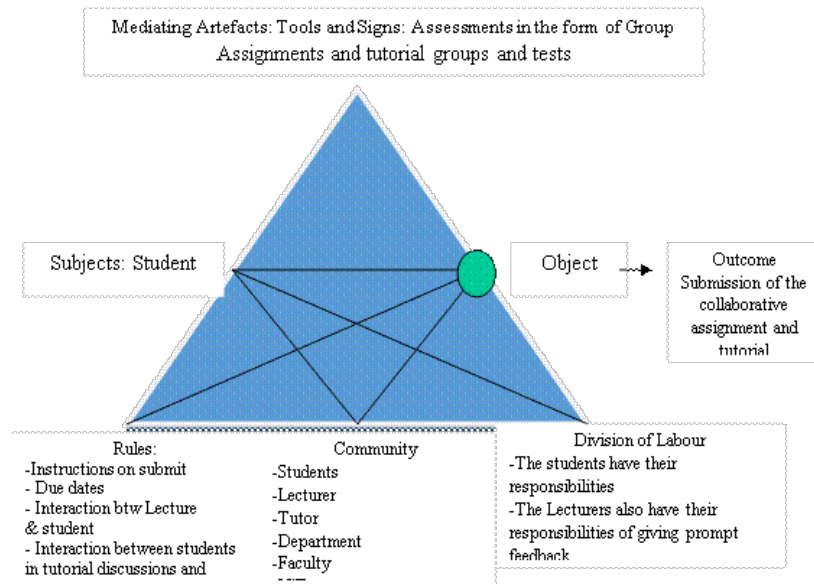 Mediating Artefacts: Tools and Signs: Assessments in the form of Group
Assignments and tutorial groups and tests
Subjects: Student
Object
Outcome
Submission of the
collaborative
assignment and
tutorial
Rules:
-Instructions on submit
- Due dates
- Interaction btw Lecture
& student
- Interaction between students
in tutorial discussions and
Community
-Students
-Lecturer
-Tutor
-Department
-Faculty
Division of Labour
-The students have their
responsibilities
-The Lecturers also have their
responsibilities of giving prompt
feedback